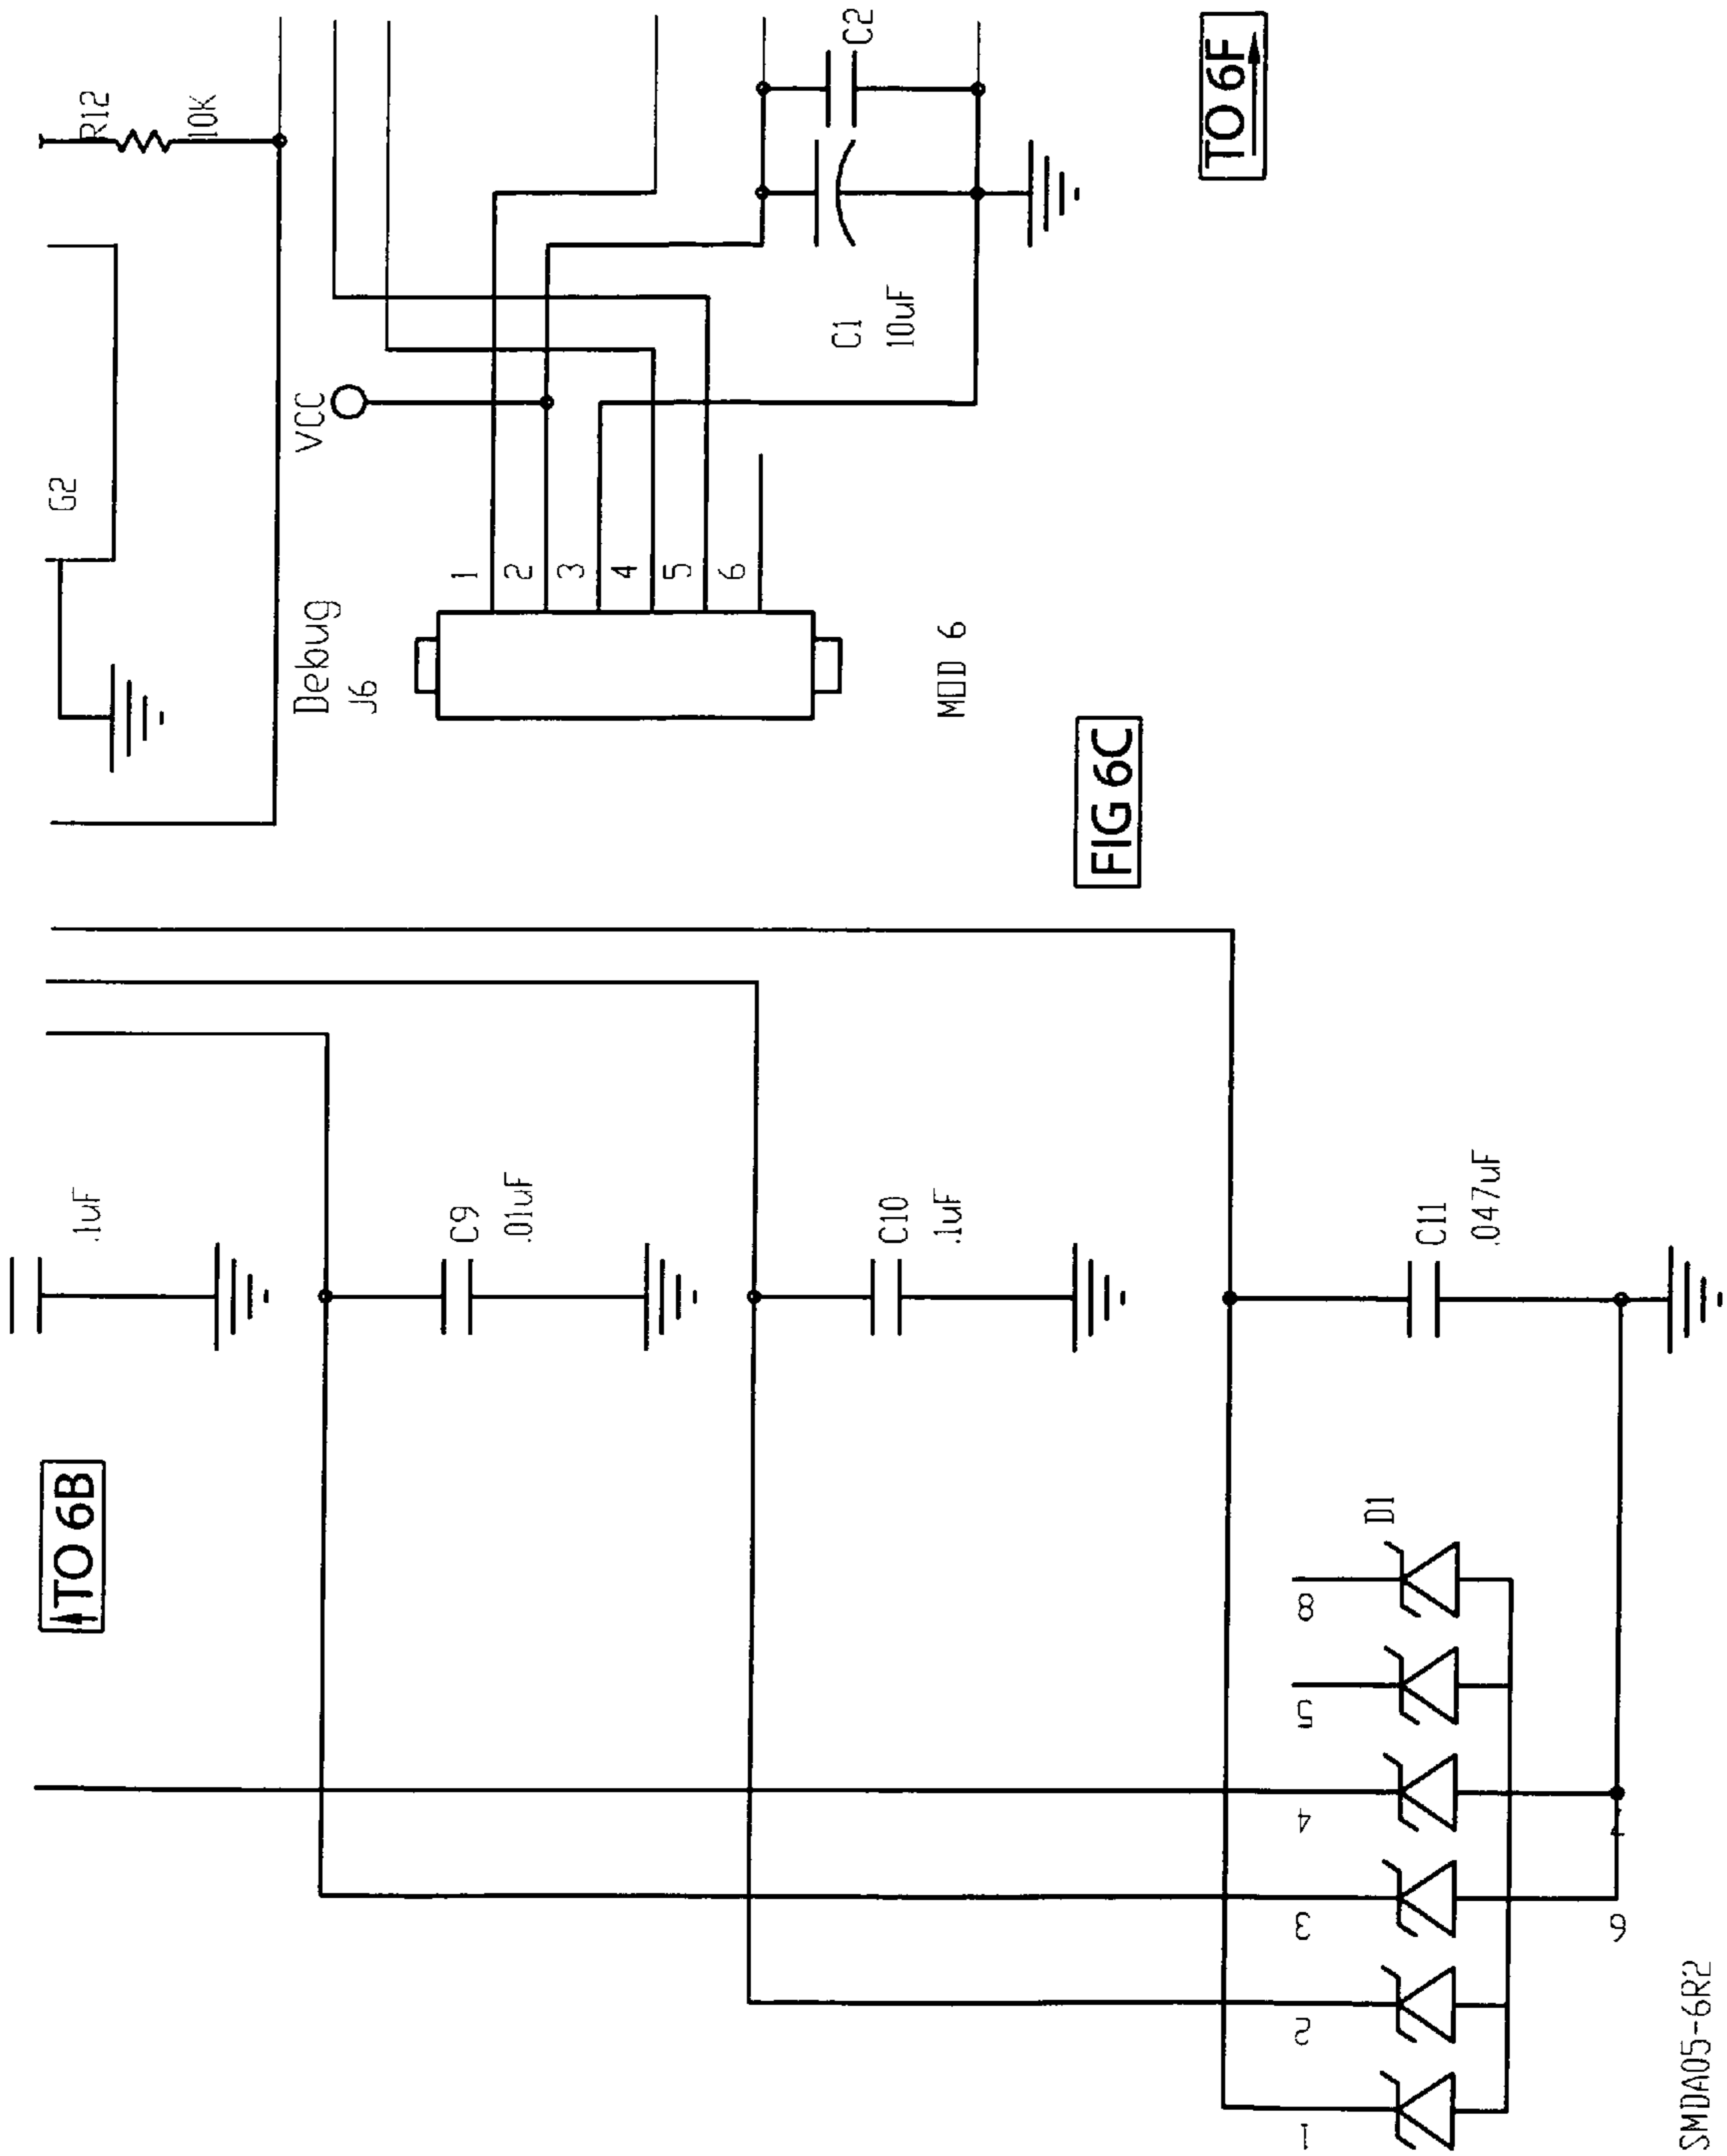 R12
10K
C2
TO 6F
G2
VCC
C1
10uF
Debug
J6
1
2
3
4
5
6
MOD 6
FIG 6C
.1uF
C9
.01uF
C10
.1uF
C11
.047uF
TO 6B
D1
8
5
4
3
2
1
7
6
SMDA05-6R2